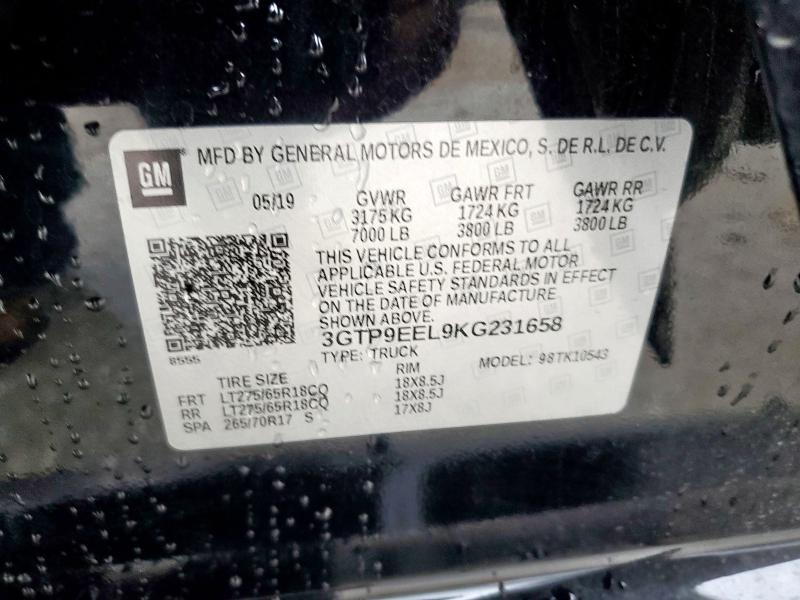 GM
MFD BY GENERAL MOTORS DE MEXICO, S. DE R.L. DE C.V.
05/19 GVWR GAWR FRT GAWR RR
3175 KG 1724 KG 1724 KG
7000 LB 3800 LB 3800 LB
THIS VEHICLE CONFORMS TO ALL
APPLICABLE U.S. FEDERAL MOTOR
VEHICLE SAFETY STANDARDS IN EFFECT
ON THE DATE OF MANUFACTURE
SHOWN ABOVE.
3GTP9EEL9KG231658
8555
TYPE: TRUCK MODEL: 98TK10543
TIRE SIZE RIM
FRT LT275/65R18CQ 18X8.5J
RR LT275/65R18CQ 18X8.5J
SPA 265/70R17 S 17X8J